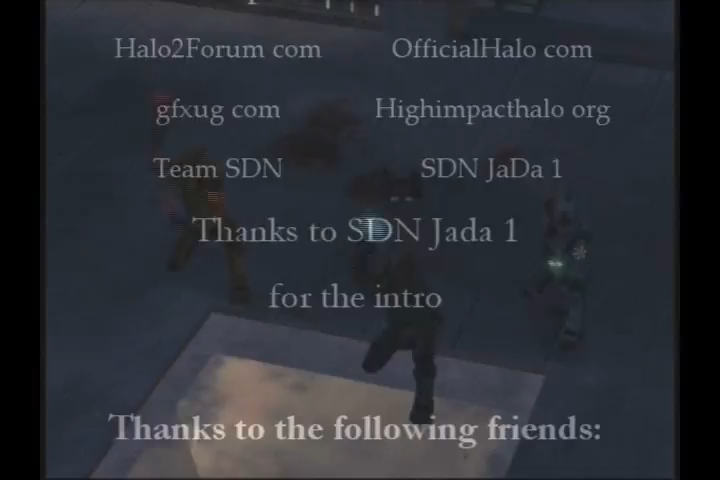 Halo2Forum com OfficialHalo com
gfxug com Highimpacthalo org
Team SDN SDN JaDa 1
Thanks to SDN Jada 1
for the intro
Thanks to the following friends: